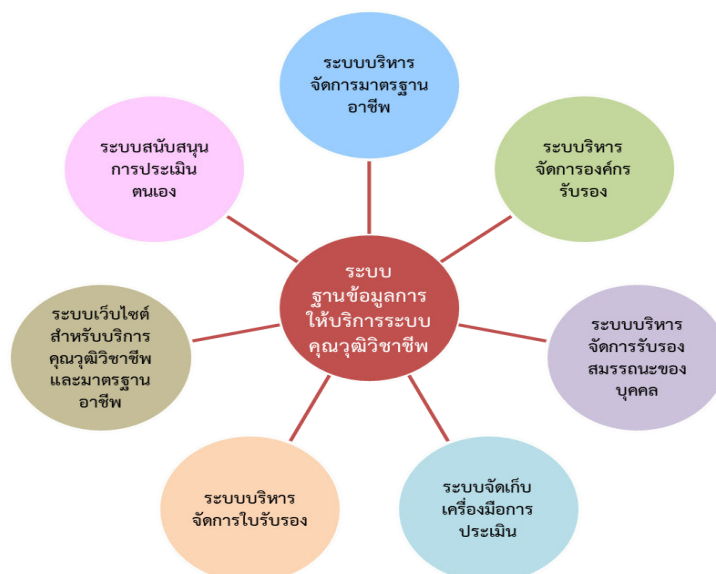 ระบบบริหาร
จัดการมาตรฐาน
อาชีพ
ระบบริหาร
จัดการองค์กร
รับรอง
ระบบบริหาร
จัดการรับรอง
สมรรถนะของ
บุคคล
ระบบจัดเก็บ
เครื่องมือการ
ประเมิน
ระบบบริหาร
จัดการใบรับรอง
ระบบเว็บไซต์
สำหรับบริการ
คุณวุฒิวิชาชีพ
และมาตรฐาน
อาชีพ
ระบบสนับสนุน
การประเมิน
ตนเอง
ระบบ
ฐานข้อมูลการ
ให้บริการระบบ
คุณวุฒิวิชาชีพ